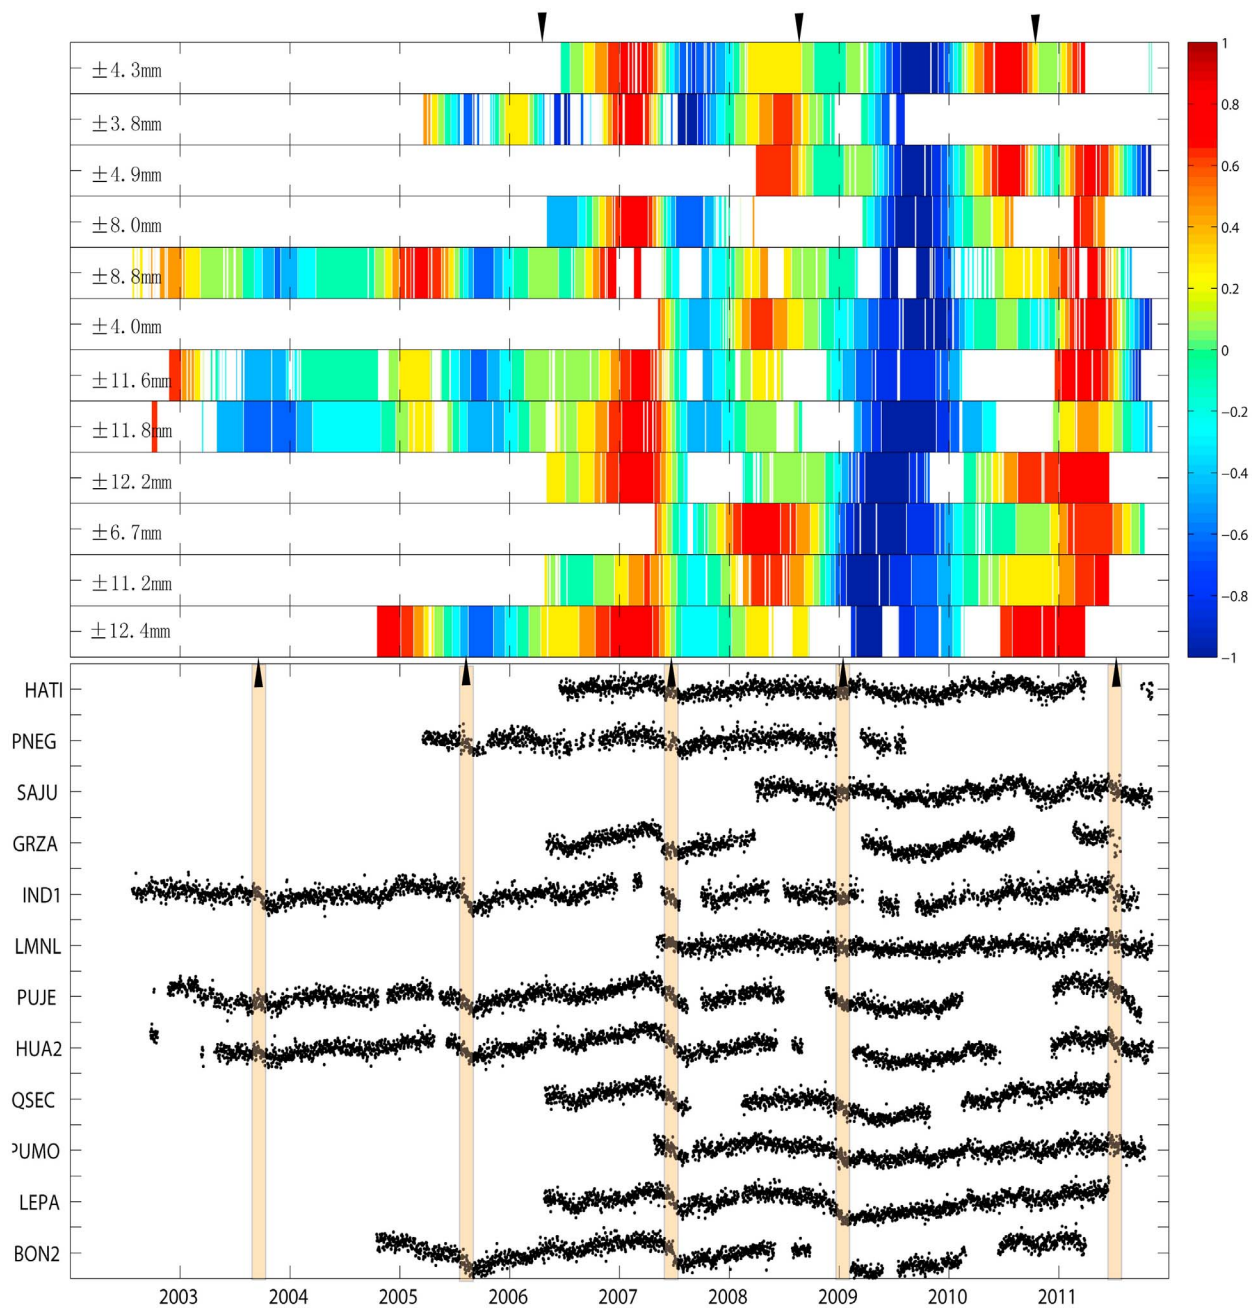 ±4.3mm
±3.8mm
±4.9mm
±8.0mm
±8.8mm
±4.0mm
±11.6mm
±11.8mm
±12.2mm
±6.7mm
±11.2mm
±12.4mm
1
0.8
0.6
0.4
0.2
0
−0.2
−0.4
−0.6
−0.8
−1
HATI
PNEG
SAJU
GRZA
IND1
LMNL
PUJE
HUA2
QSEC
PUMO
LEPA
BON2
2003 2004 2005 2006 2007 2008 2009 2010 2011